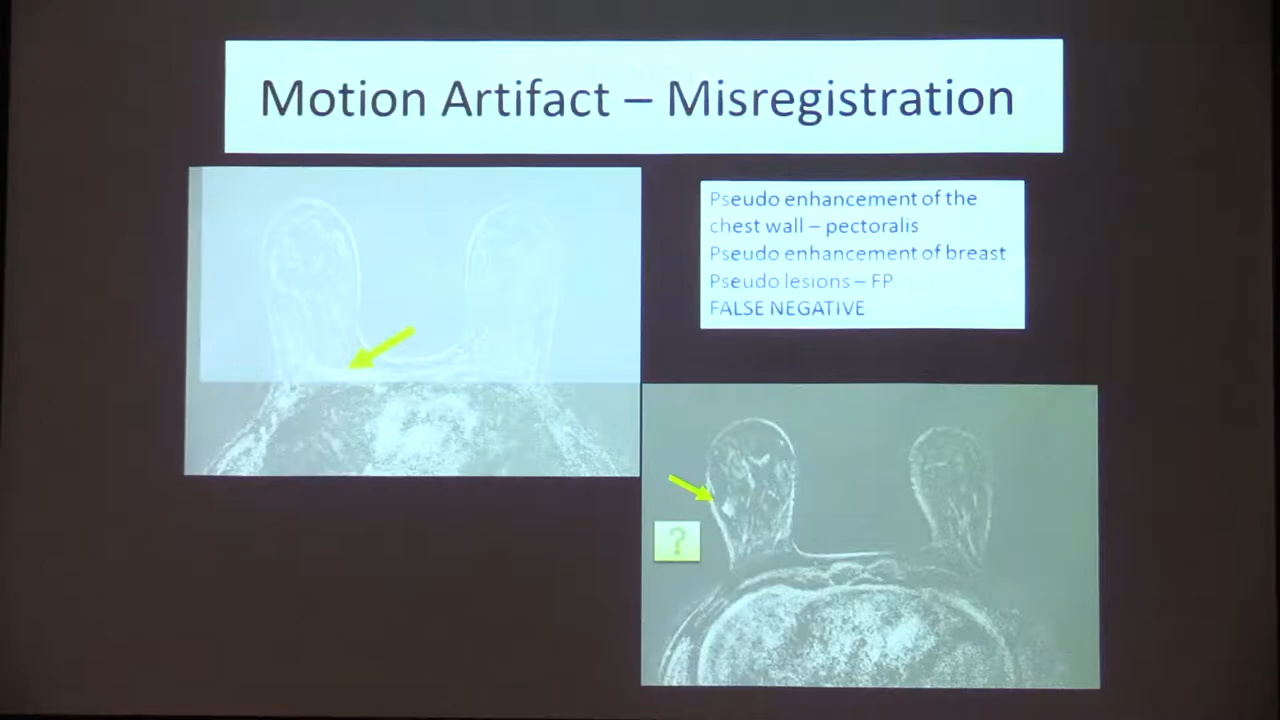 Motion Artifact – Misregistration
Pseudo enhancement of the
chest wall – pectoralis
Pseudo enhancement of breast
Pseudo lesions – FP
FALSE NEGATIVE
?